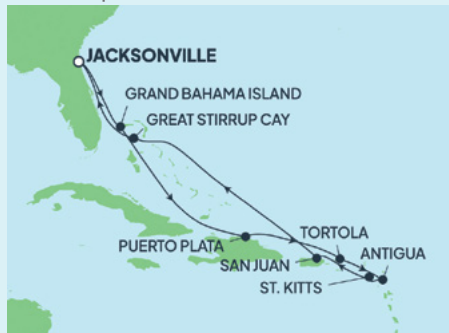 JACKSONVILLE
GRAND BAHAMA ISLAND
GREAT STIRRUP CAY
TORTOLA
PUERTO PLATA
ANTIGUA
SAN JUAN
ST. KITTS